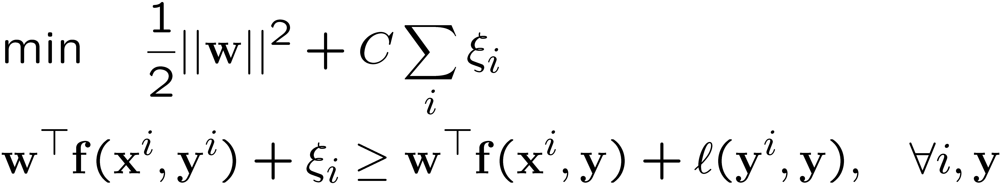 min 1/2 ||w||² + C ∑_i ξ_i
w^⊤ f(x^i, y^i) + ξ_i ≥ w^⊤ f(x^i, y) + ℓ(y^i, y), ∀i, y